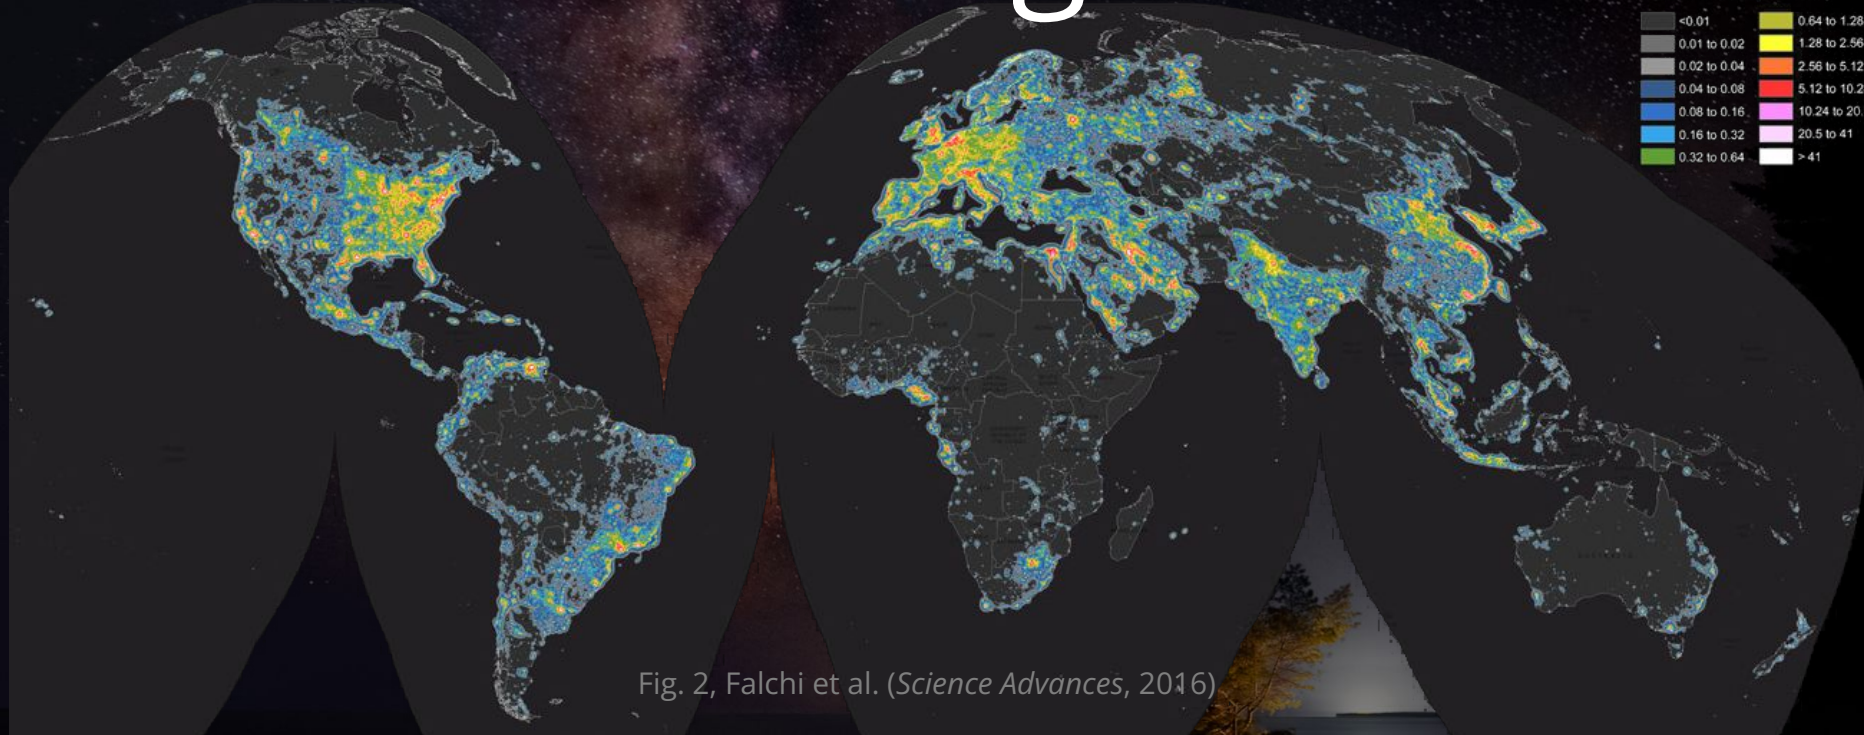 g
<0.01
0.01 to 0.02
0.02 to 0.04
0.04 to 0.08
0.08 to 0.16
0.16 to 0.32
0.32 to 0.64
0.64 to 1.28
1.28 to 2.56
2.56 to 5.12
5.12 to 10.2
10.24 to 20.
20.5 to 41
> 41
Fig. 2, Falchi et al. (Science Advances, 2016)